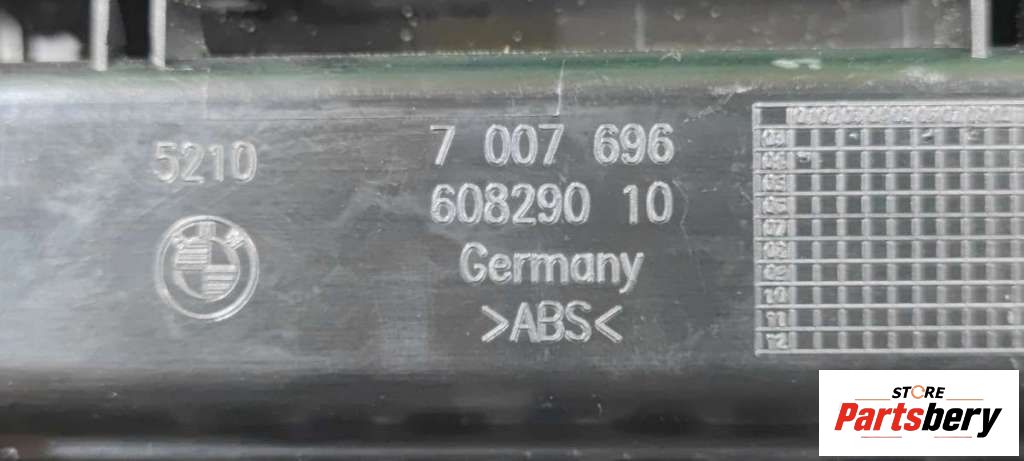 5210
7 007 696
608290 10
Germany
>ABS<
STORE
Partsbery